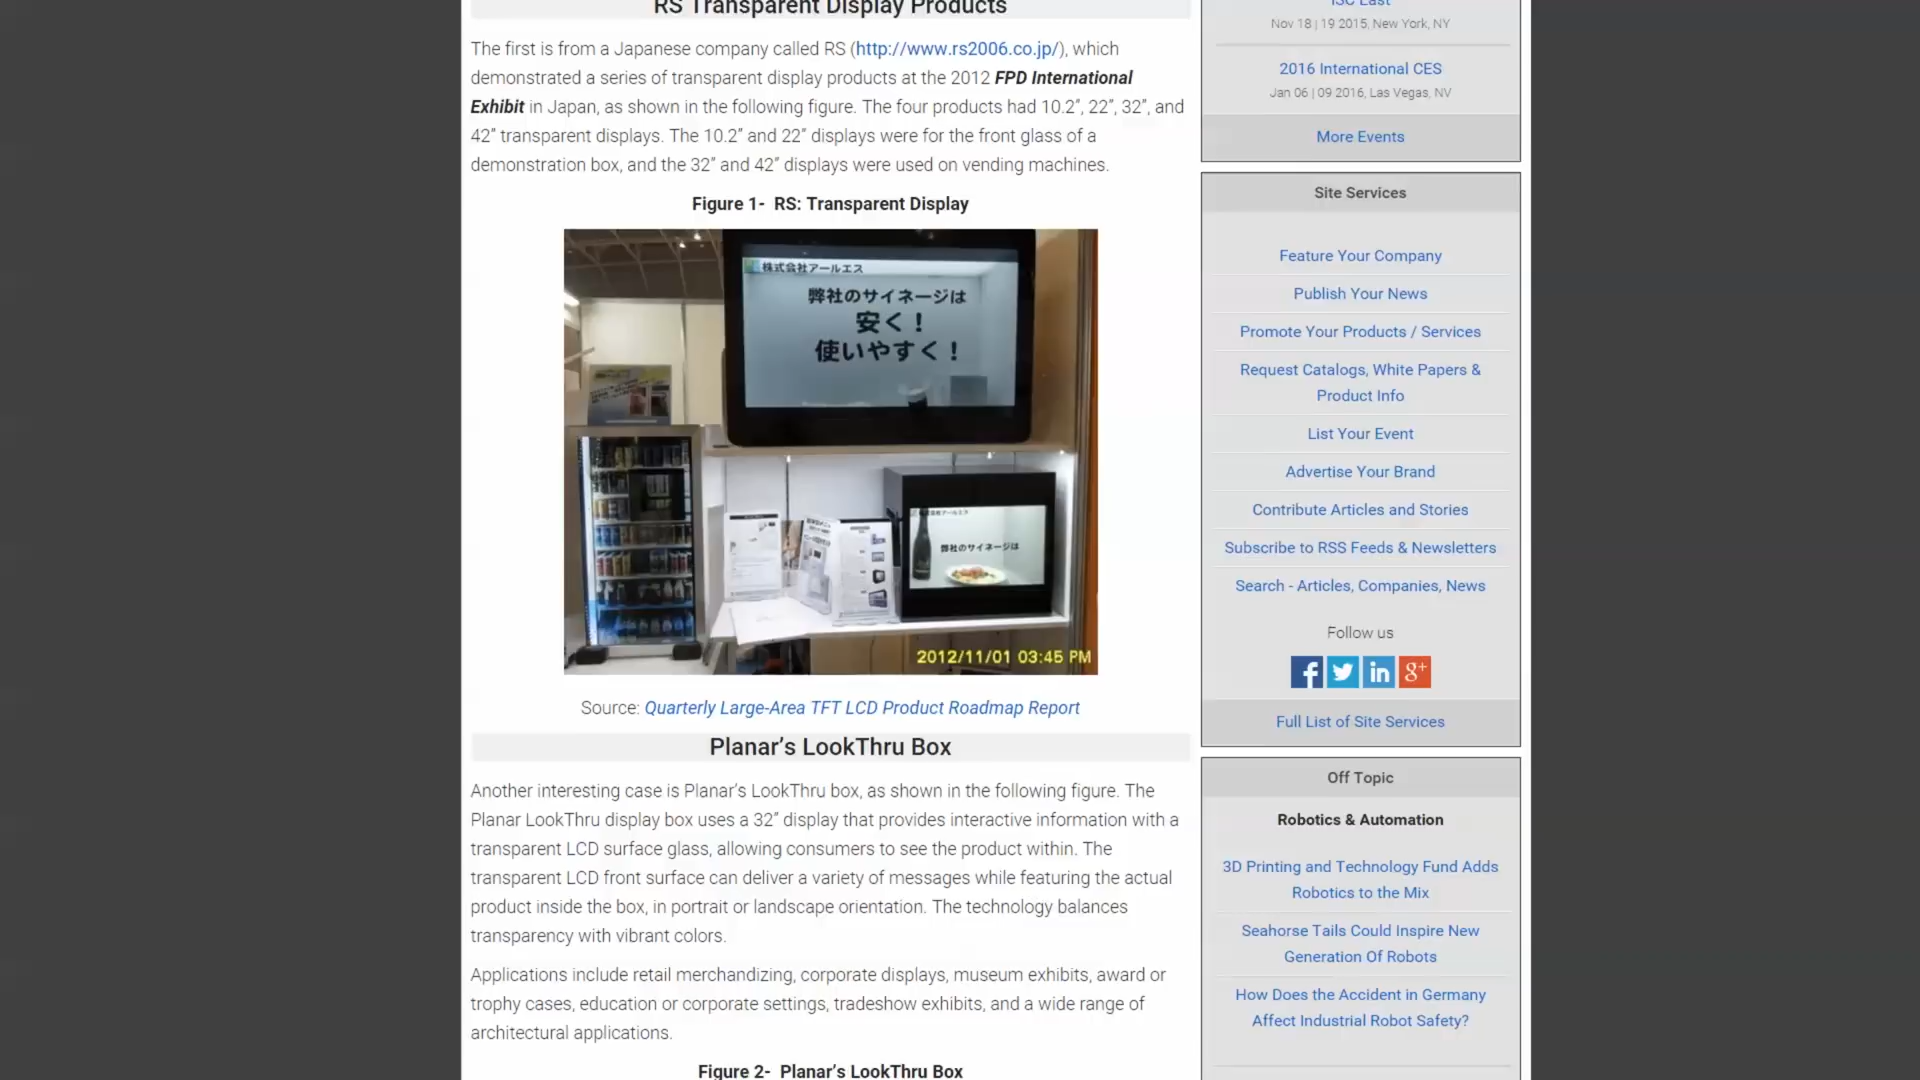 RS Transparent Display Products
The first is from a Japanese company called RS (http://www.rs2006.co.jp/), which
demonstrated a series of transparent display products at the 2012 FPD International
Exhibit in Japan, as shown in the following figure. The four products had 10.2”, 22”, 32”, and
42” transparent displays. The 10.2” and 22” displays were for the front glass of a
demonstration box, and the 32” and 42” displays were used on vending machines.
Figure 1-  RS: Transparent Display
株式会社アールエス
弊社のサイネージは
安く！
使いやすく！
株式会社アールエス
弊社のサイネージは
2012/11/01 03:45 PM
Source: Quarterly Large-Area TFT LCD Product Roadmap Report
Planar’s LookThru Box
Another interesting case is Planar’s LookThru box, as shown in the following figure. The
Planar LookThru display box uses a 32” display that provides interactive information with a
transparent LCD surface glass, allowing consumers to see the product within. The
transparent LCD front surface can deliver a variety of messages while featuring the actual
product inside the box, in portrait or landscape orientation. The technology balances
transparency with vibrant colors.
Applications include retail merchandizing, corporate displays, museum exhibits, award or
trophy cases, education or corporate settings, tradeshow exhibits, and a wide range of
architectural applications.
Figure 2-  Planar’s LookThru Box
ISC East
Nov 18 | 19 2015, New York, NY
2016 International CES
Jan 06 | 09 2016, Las Vegas, NV
More Events
Site Services
Feature Your Company
Publish Your News
Promote Your Products / Services
Request Catalogs, White Papers &
Product Info
List Your Event
Advertise Your Brand
Contribute Articles and Stories
Subscribe to RSS Feeds & Newsletters
Search - Articles, Companies, News
Follow us
f
in
g+
Full List of Site Services
Off Topic
Robotics & Automation
3D Printing and Technology Fund Adds
Robotics to the Mix
Seahorse Tails Could Inspire New
Generation Of Robots
How Does the Accident in Germany
Affect Industrial Robot Safety?